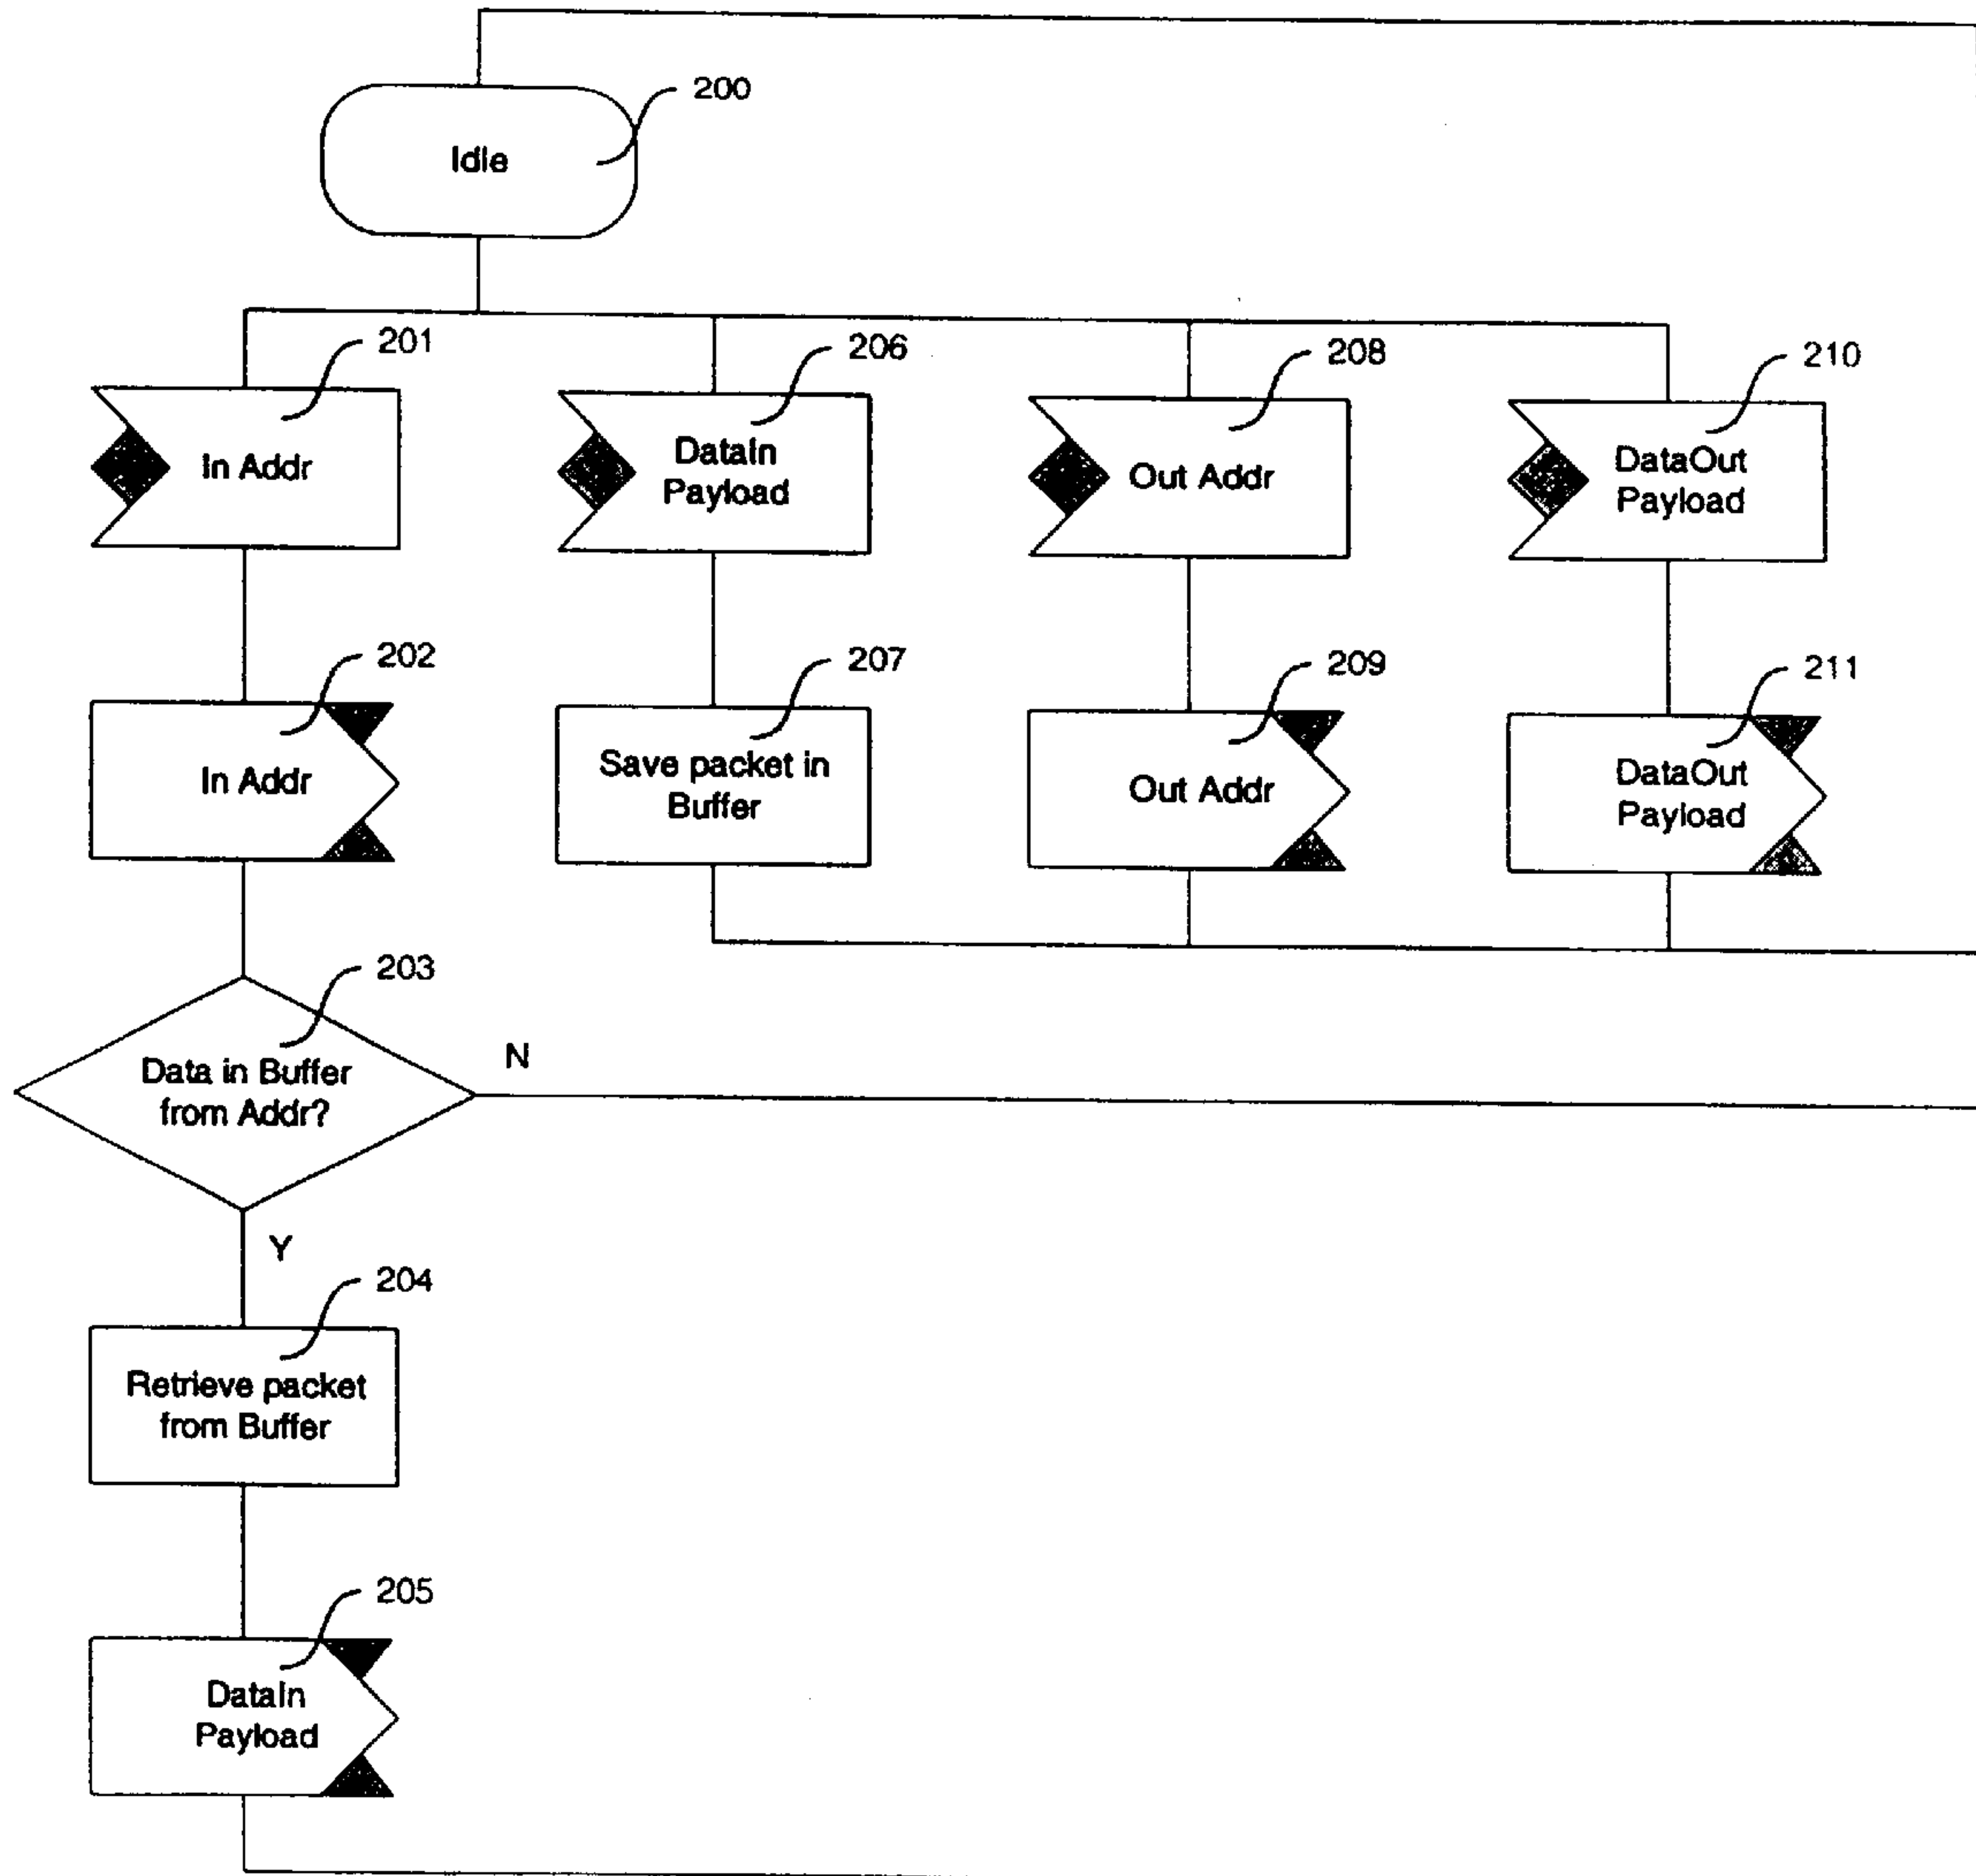 200
Idle
201
In Addr
206
DataIn
Payload
208
Out Addr
210
DataOut
Payload
202
In Addr
207
Save packet in
Buffer
209
Out Addr
211
DataOut
Payload
203
Data in Buffer
from Addr?
N
Y
204
Retrieve packet
from Buffer
205
DataIn
Payload